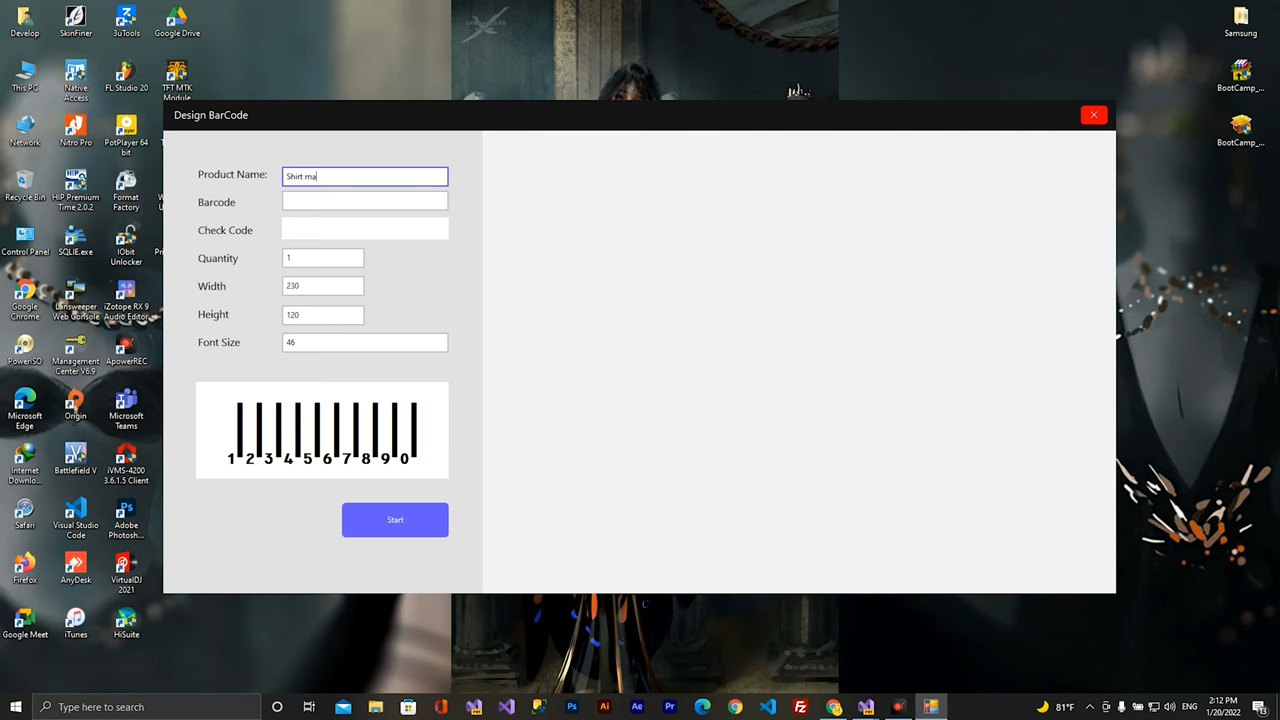 Develop
SkinFiner
3uTools
Google Drive
Samsung
This PC
Native Access
FL Studio 20
TFT MTK Module
BootCamp_...
Design BarCode
Network
Nitro Pro
PotPlayer 64 bit
BootCamp_...
Product Name:
Shirt ma
Barcode
Check Code
Quantity
1
Width
230
Height
120
Font Size
46
1 2 3 4 5 6 7 8 9 0
Start
Recycle Bin
HiP Premium Time 2.0.2
Format Factory
Control Panel
SQLIE.exe
IObit Unlocker
Pri
Google Chrome
Lansweeper Web Console
iZotope RX 9 Audio Editor
PowerISO
Management Center V6.9
ApowerREC
Microsoft Edge
Origin
Microsoft Teams
Internet Downlo...
Battlefield V
iVMS-4200 3.6.1.5 Client
Safari
Visual Studio Code
Adobe Photosh...
Firefox
AnyDesk
VirtualDJ 2021
Google Meet
iTunes
HiSuite
Type here to search
81°F
ENG
2:12 PM
1/20/2022
13